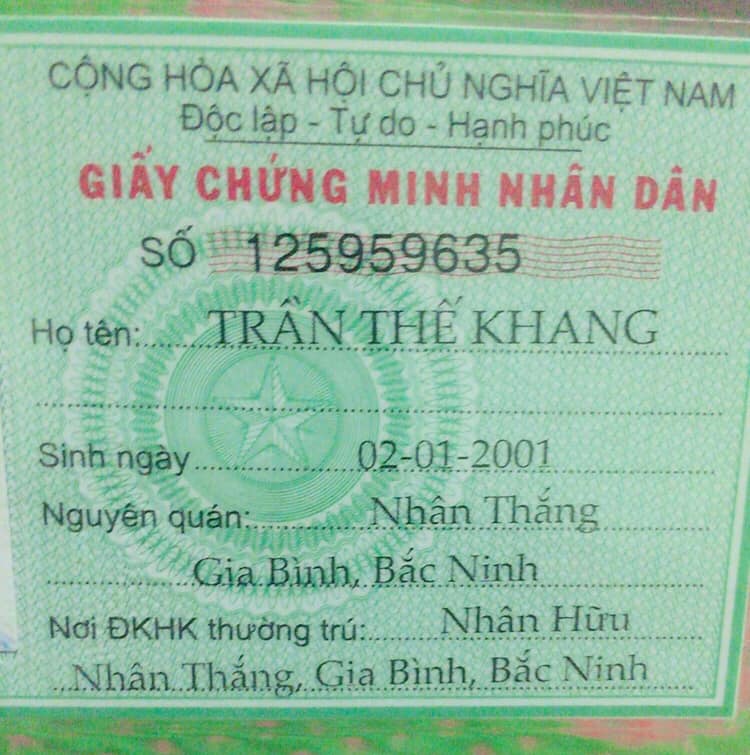 CỘNG HÒA XÃ HỘI CHỦ NGHĨA VIỆT NAM
Độc lập - Tự do - Hạnh phúc
GIẤY CHỨNG MINH NHÂN DÂN
SỐ 125959635
Họ tên: TRẦN THẾ KHANG
Sinh ngày 02-01-2001
Nguyên quán: Nhân Thắng
Gia Bình, Bắc Ninh
Nơi ĐKHK thường trú: Nhân Hữu
Nhân Thắng, Gia Bình, Bắc Ninh